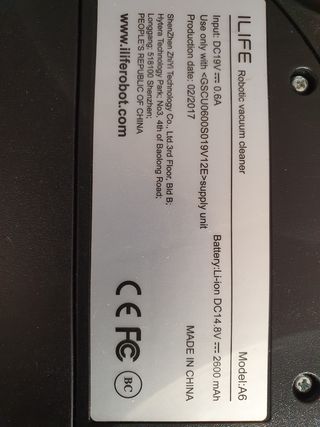 ILIFE Robotic vacuum cleaner Model:A6
Input: DC19V ⎓ 0.6A Battery:Li-ion DC14.8V ⎓ 2600 mAh
Use only with <GSCU0600S019V12E>supply unit
Production date: 02/2017 MADE IN CHINA
ShenZhen ZhiYi Technology Co., Ltd 3rd Floor, Bld B;
Hytera Technology Park; No3, 4th of Baolong Road;
Longgang; 518100 Shenzhen;
PEOPLE'S REPUBLIC OF CHINA
www.iliferobot.com
CE FC BC